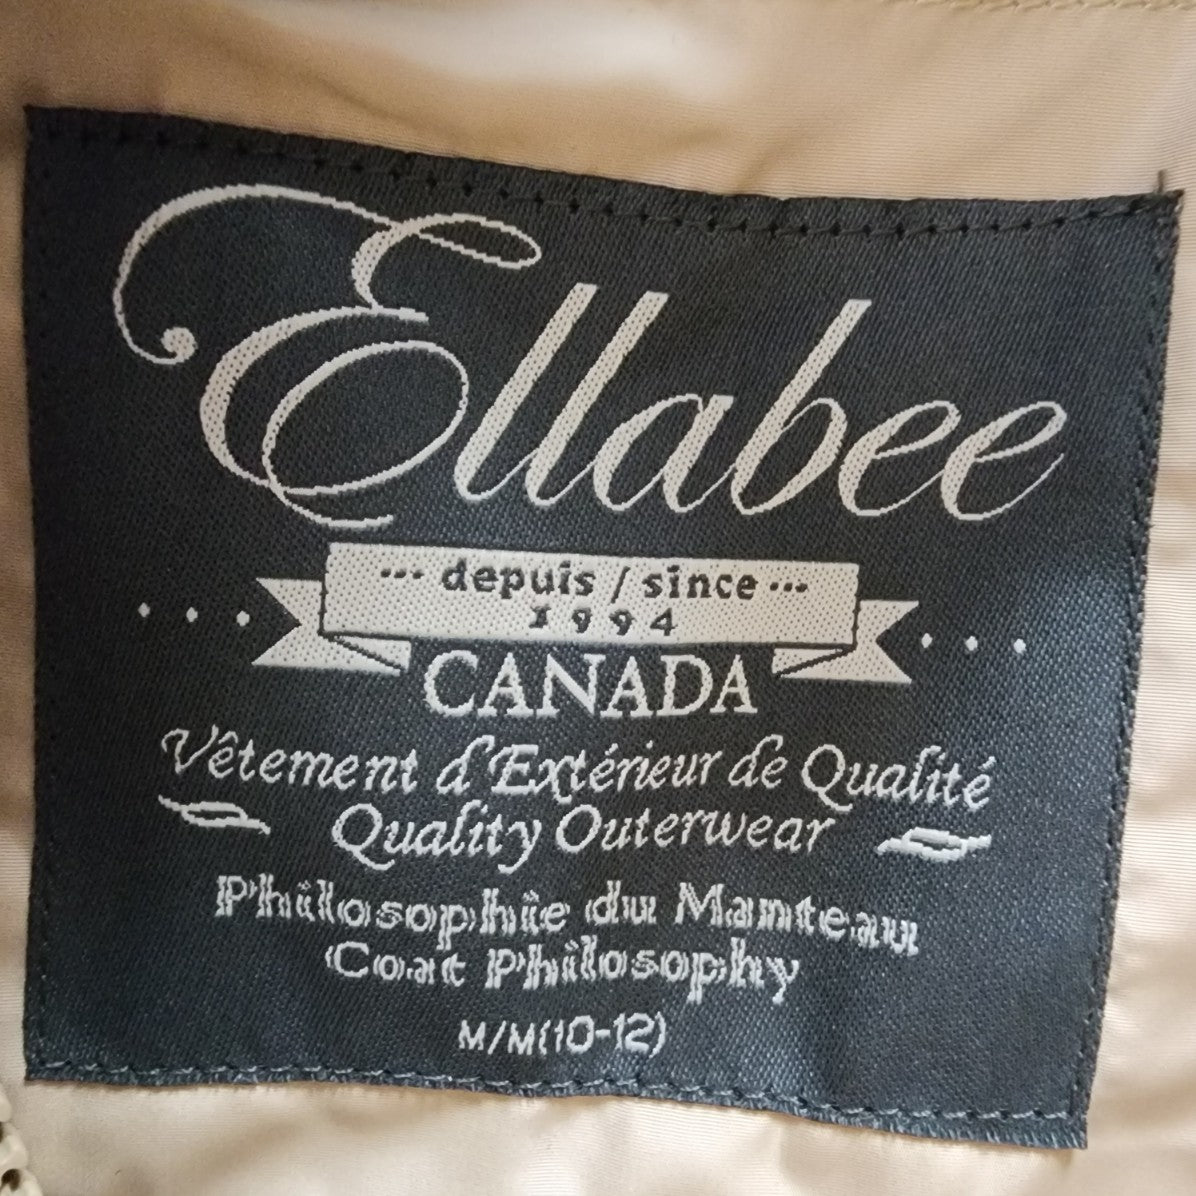 Ellabee
... depuis / since ...
1994
CANADA
Vêtement d'Extérieur de Qualité
Quality Outerwear
Philosophie du Manteau
Coat Philosophy
M/M(10-12)